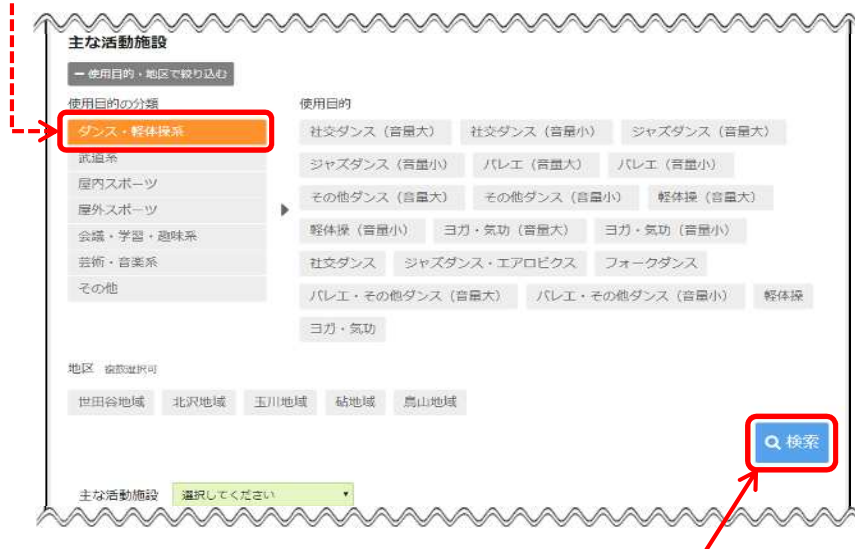 主な活動施設
ー 使用目的・地区で絞り込む
使用目的の分類
ダンス・軽体操系
武道系
屋内スポーツ
屋外スポーツ
会議・学習・趣味系
芸術・音楽系
その他
使用目的
社交ダンス（音量大） 社交ダンス（音量小） ジャズダンス（音量大）
ジャズダンス（音量小） バレエ（音量大） バレエ（音量小）
その他ダンス（音量大） その他ダンス（音量小） 軽体操（音量大）
軽体操（音量小） ヨガ・気功（音量大） ヨガ・気功（音量小）
社交ダンス ジャズダンス・エアロビクス フォークダンス
バレエ・その他ダンス（音量大） バレエ・その他ダンス（音量小） 軽体操
ヨガ・気功
地区 複数選択可
世田谷地域 北沢地域 玉川地域 砧地域 烏山地域
検索
主な活動施設 選択してください